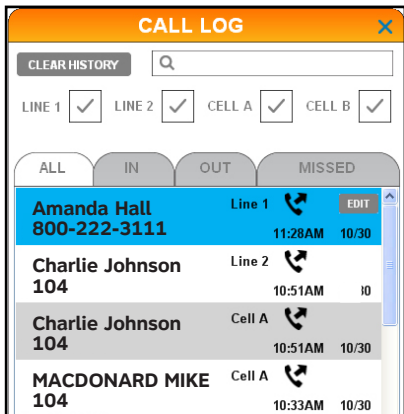 CALL LOG
CLEAR HISTORY
LINE 1 LINE 2 CELL A CELL B
ALL IN OUT MISSED
Amanda Hall Line 1 EDIT
800-222-3111 11:28AM 10/30
Charlie Johnson Line 2
104 10:51AM
Charlie Johnson Cell A
104 10:51AM 10/30
MACDONARD MIKE Cell A
104 10:33AM 10/30